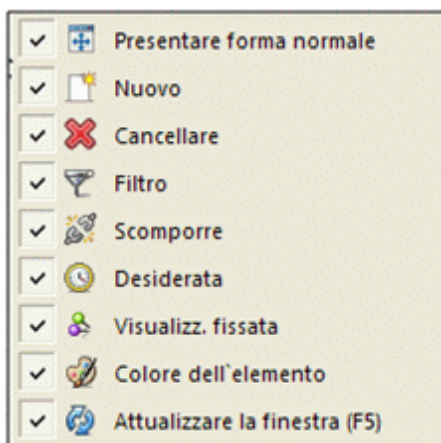 Presentare forma normale
Nuovo
Cancellare
Filtro
Scomporre
Desiderata
Visualizz. fissata
Colore dell`elemento
Attualizzare la finestra (F5)